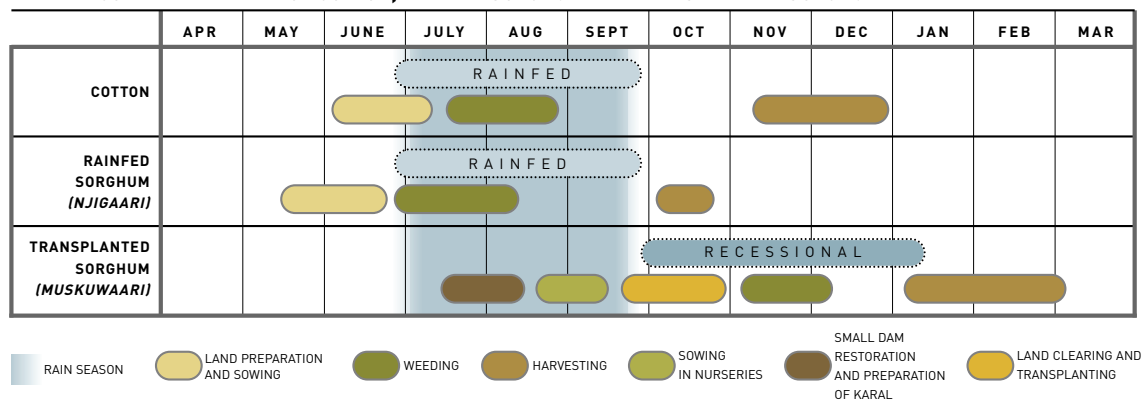 APR MAY JUNE JULY AUG SEPT OCT NOV DEC JAN FEB MAR
COTTON
RAINFED
RAINFED
SORGHUM
(NJIGAARI)
RAINFED
TRANSPLANTED
SORGHUM
(MUSKUWAARI)
RECESSIONAL
RAIN SEASON
LAND PREPARATION
AND SOWING
WEEDING
HARVESTING
SOWING
IN NURSERIES
SMALL DAM
RESTORATION
AND PREPARATION
OF KARAL
LAND CLEARING AND
TRANSPLANTING